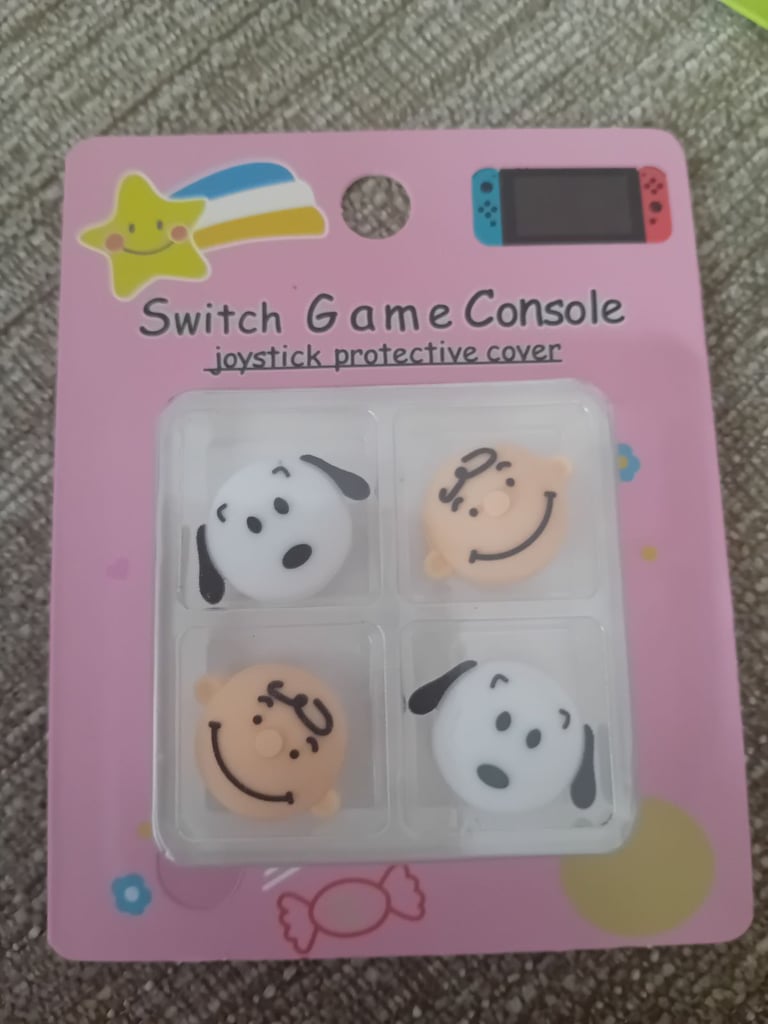 Switch Game Console
joystick protective cover